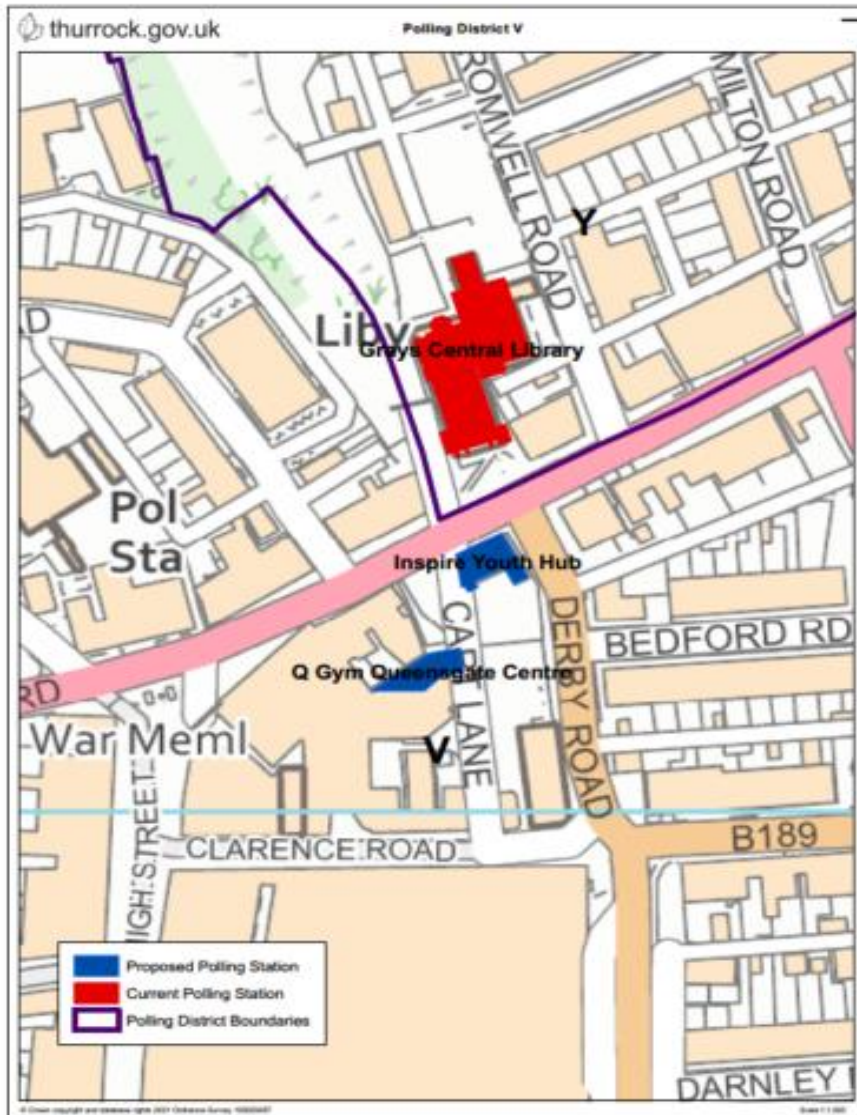 thurrock.gov.uk
Polling District V
ROMWELL ROAD
MILTON ROAD
Y
Liby
Grays Central Library
AD
Pol
Sta
Inspire Youth Hub
DERBY ROAD
BEDFORD RD
Q Gym Queensgate Centre
RD
LANE
War Meml
V
B189
CLARENCE ROAD
IGH STREET
Proposed Polling Station
Current Polling Station
Polling District Boundaries
DARNLEY